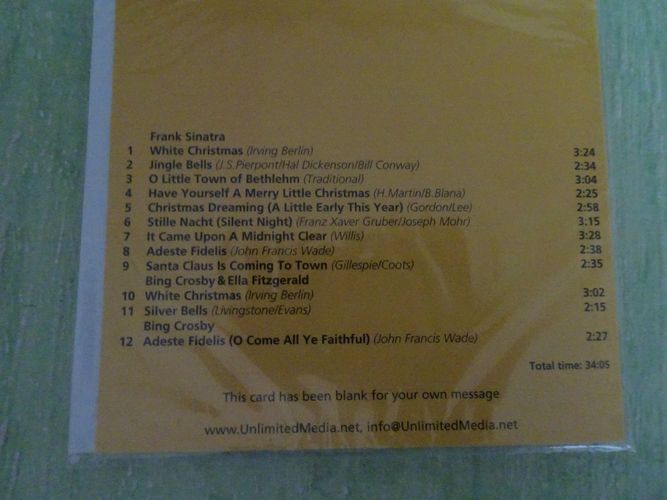 Frank Sinatra
1 White Christmas (Irving Berlin) 3:24
2 Jingle Bells (J.S.Pierpont/Hal Dickenson/Bill Conway) 2:34
3 O Little Town of Bethlehm (Traditional) 3:04
4 Have Yourself A Merry Little Christmas (H.Martin/B.Blana) 2:25
5 Christmas Dreaming (A Little Early This Year) (Gordon/Lee) 2:58
6 Stille Nacht (Silent Night) (Franz Xaver Gruber/Joseph Mohr) 3:15
7 It Came Upon A Midnight Clear (Willis) 3:28
8 Adeste Fidelis (John Francis Wade) 2:38
9 Santa Claus Is Coming To Town (Gillespie/Coots) 2:35
Bing Crosby & Ella Fitzgerald
10 White Christmas (Irving Berlin) 3:02
11 Silver Bells (Livingstone/Evans) 2:15
Bing Crosby
12 Adeste Fidelis (O Come All Ye Faithful) (John Francis Wade) 2:27
Total time: 34:05
This card has been blank for your own message
www.UnlimitedMedia.net, info@UnlimitedMedia.net